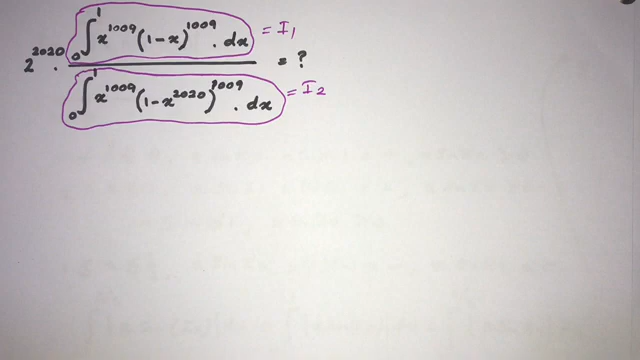 2^2020 · ∫₀¹ x^1009 (1-x)^1009 . dx = I₁
= ?
∫₀¹ x^1009 (1-x^2020)^1009 . dx = I₂